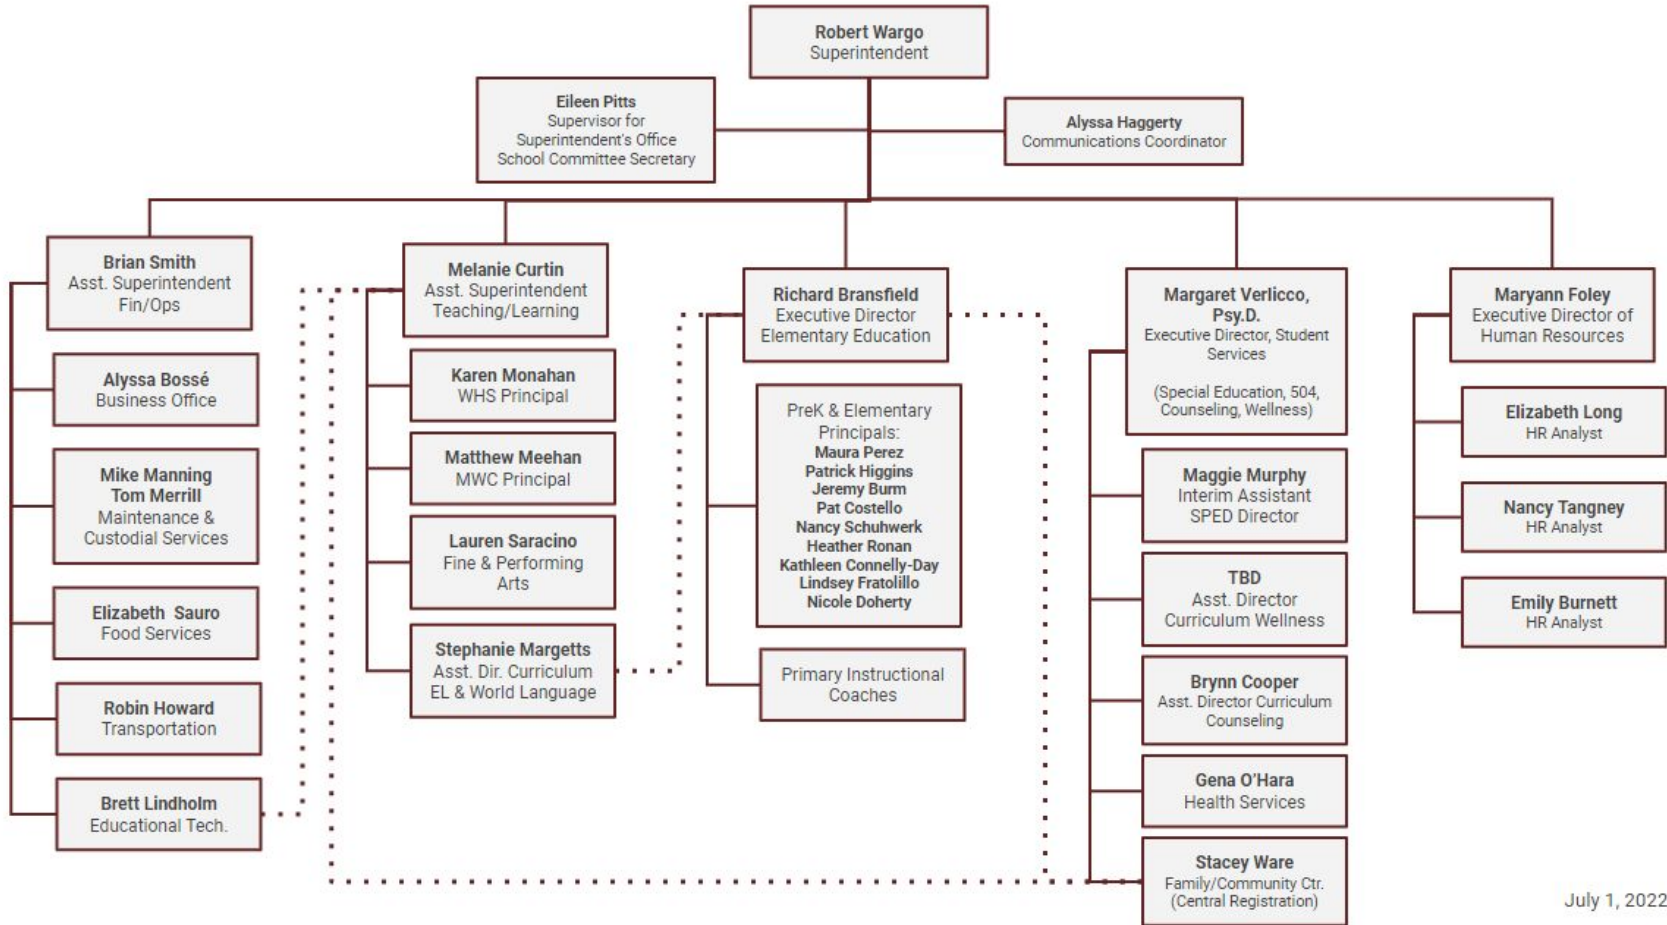 Robert Wargo
Superintendent
Eileen Pitts
Supervisor for
Superintendent's Office
School Committee Secretary
Alyssa Haggerty
Communications Coordinator
Brian Smith
Asst. Superintendent
Fin/Ops
Alyssa Bossé
Business Office
Mike Manning
Tom Merrill
Maintenance &
Custodial Services
Elizabeth Sauro
Food Services
Robin Howard
Transportation
Brett Lindholm
Educational Tech.
Melanie Curtin
Asst. Superintendent
Teaching/Learning
Karen Monahan
WHS Principal
Matthew Meehan
MWC Principal
Lauren Saracino
Fine & Performing
Arts
Stephanie Margetts
Asst. Dir. Curriculum
EL & World Language
Richard Bransfield
Executive Director
Elementary Education
PreK & Elementary
Principals:
Maura Perez
Patrick Higgins
Jeremy Burm
Pat Costello
Nancy Schuhwerk
Heather Ronan
Kathleen Connelly-Day
Lindsey Fratolillo
Nicole Doherty
Primary Instructional
Coaches
Margaret Verlicco,
Psy.D.
Executive Director, Student
Services
(Special Education, 504,
Counseling, Wellness)
Maggie Murphy
Interim Assistant
SPED Director
TBD
Asst. Director
Curriculum Wellness
Brynn Cooper
Asst. Director Curriculum
Counseling
Gena O'Hara
Health Services
Stacey Ware
Family/Community Ctr.
(Central Registration)
Maryann Foley
Executive Director of
Human Resources
Elizabeth Long
HR Analyst
Nancy Tangney
HR Analyst
Emily Burnett
HR Analyst
July 1, 2022